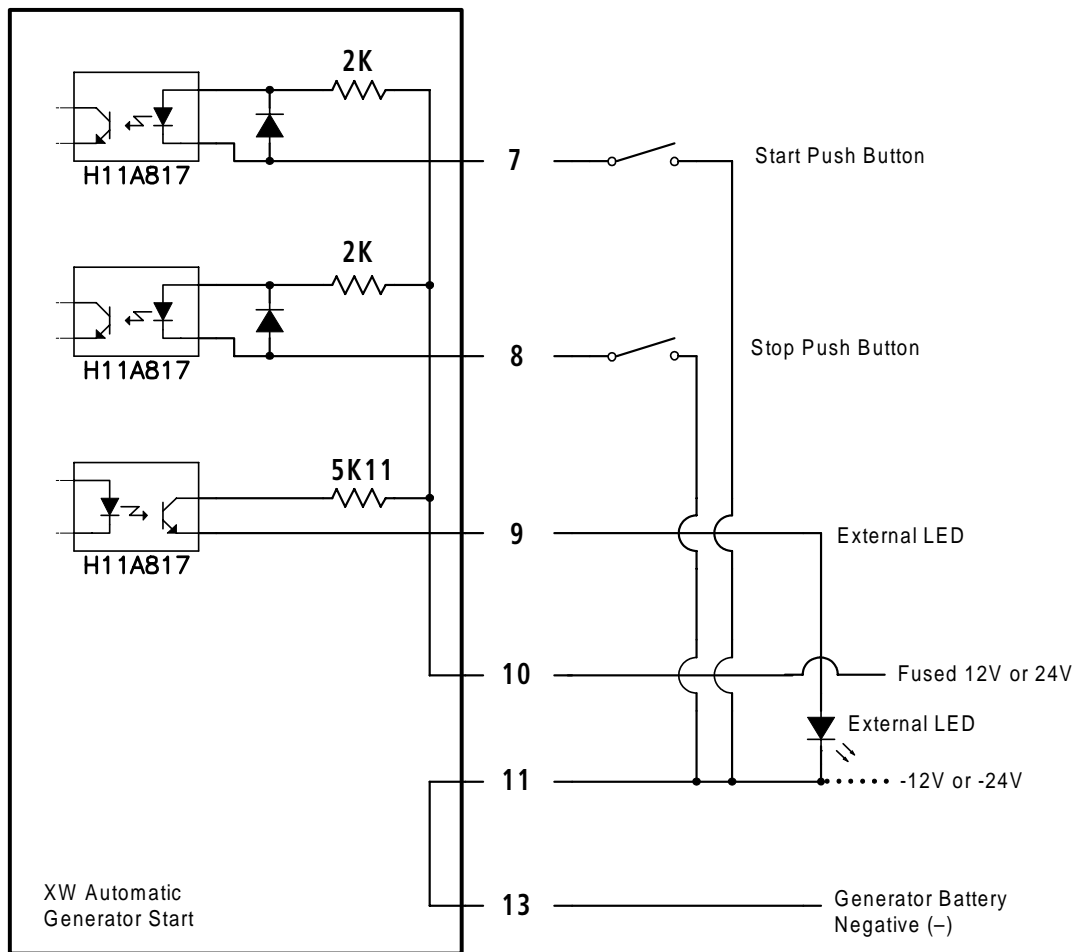 2K
H11A817
7
Start Push Button
2K
H11A817
8
Stop Push Button
5K11
H11A817
9
External LED
10
Fused 12V or 24V
External LED
11
-12V or -24V
XW Automatic
Generator Start
13
Generator Battery
Negative (–)